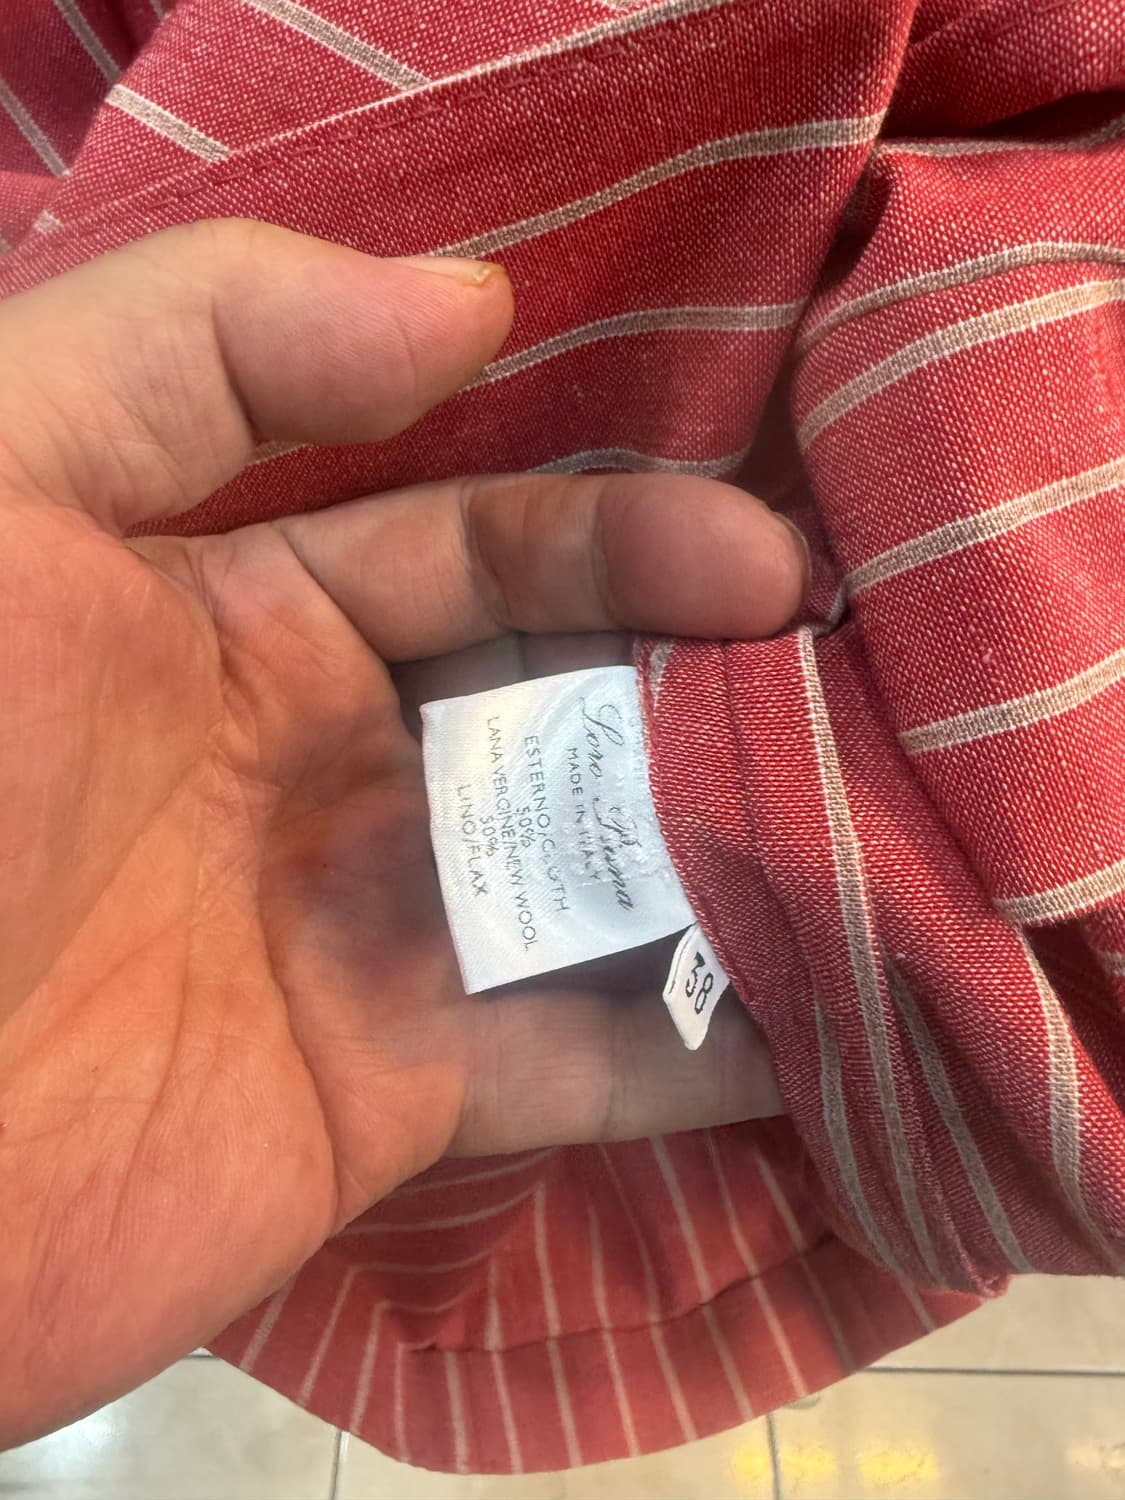 Loro Piana
MADE IN ITALY
ESTERNO/CLOTH
50%
LANA VERGINE/NEW WOOL
50%
LINO/FLAX
38